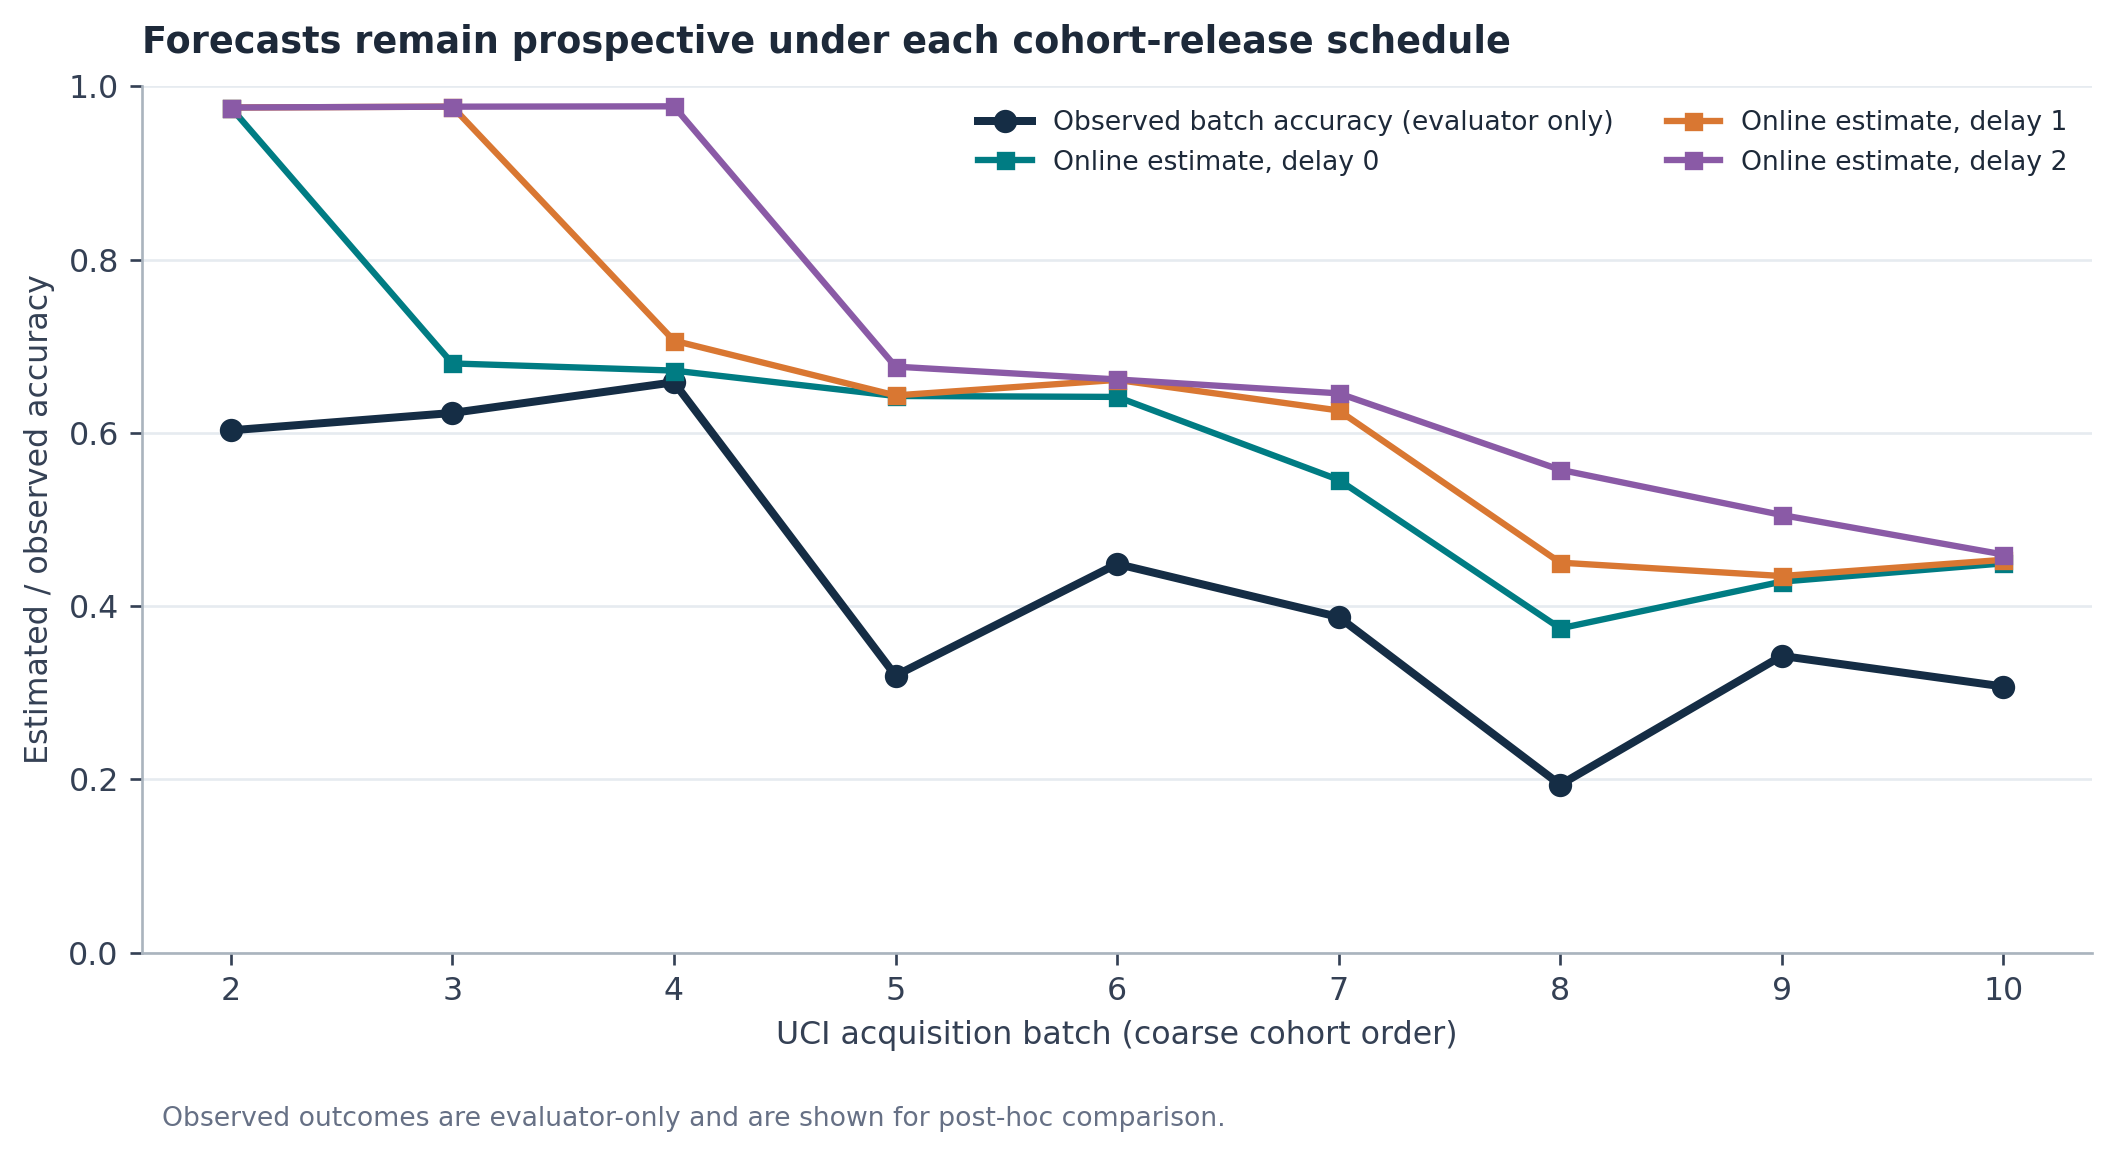 Forecasts remain prospective under each cohort-release schedule
Observed batch accuracy (evaluator only)
Online estimate, delay 0
Online estimate, delay 1
Online estimate, delay 2
Estimated / observed accuracy
1.0
0.8
0.6
0.4
0.2
0.0
2 3 4 5 6 7 8 9 10
UCI acquisition batch (coarse cohort order)
Observed outcomes are evaluator-only and are shown for post-hoc comparison.